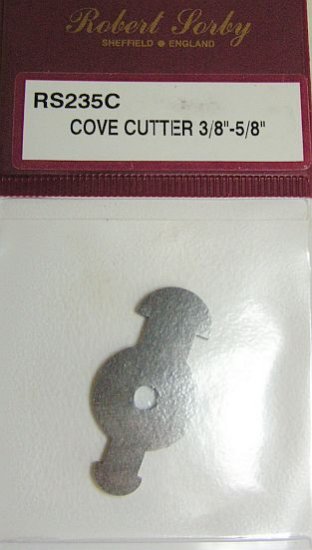 Robert Sorby
SHEFFIELD ● ENGLAND
RS235C
COVE CUTTER 3/8"-5/8"